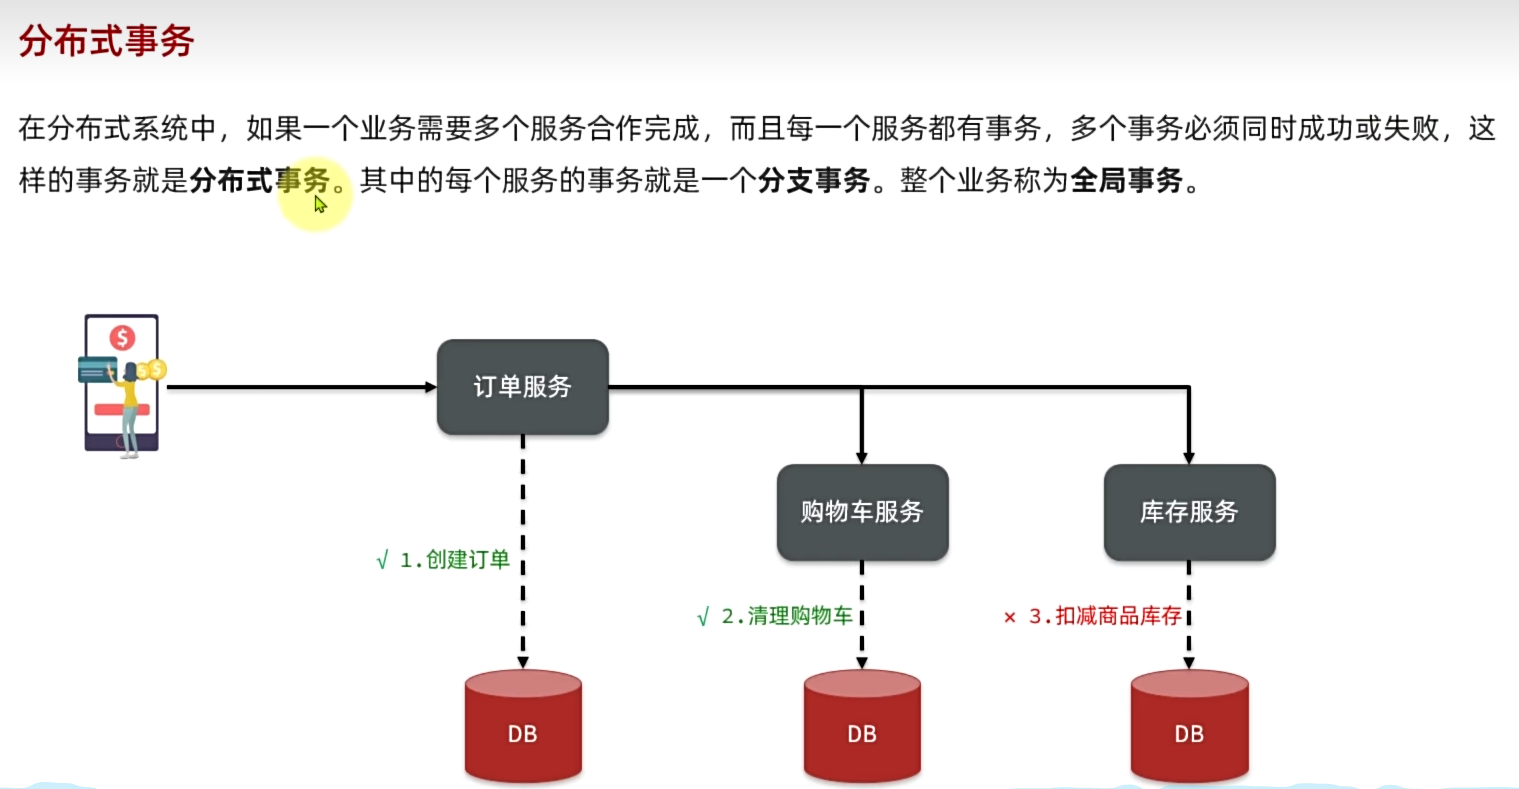 分布式事务
在分布式系统中，如果一个业务需要多个服务合作完成，而且每一个服务都有事务，多个事务必须同时成功或失败，这
样的事务就是分布式事务。其中的每个服务的事务就是一个分支事务。整个业务称为全局事务。
$
$ $
订单服务
购物车服务
库存服务
√ 1.创建订单
√ 2.清理购物车
× 3.扣减商品库存
DB
DB
DB